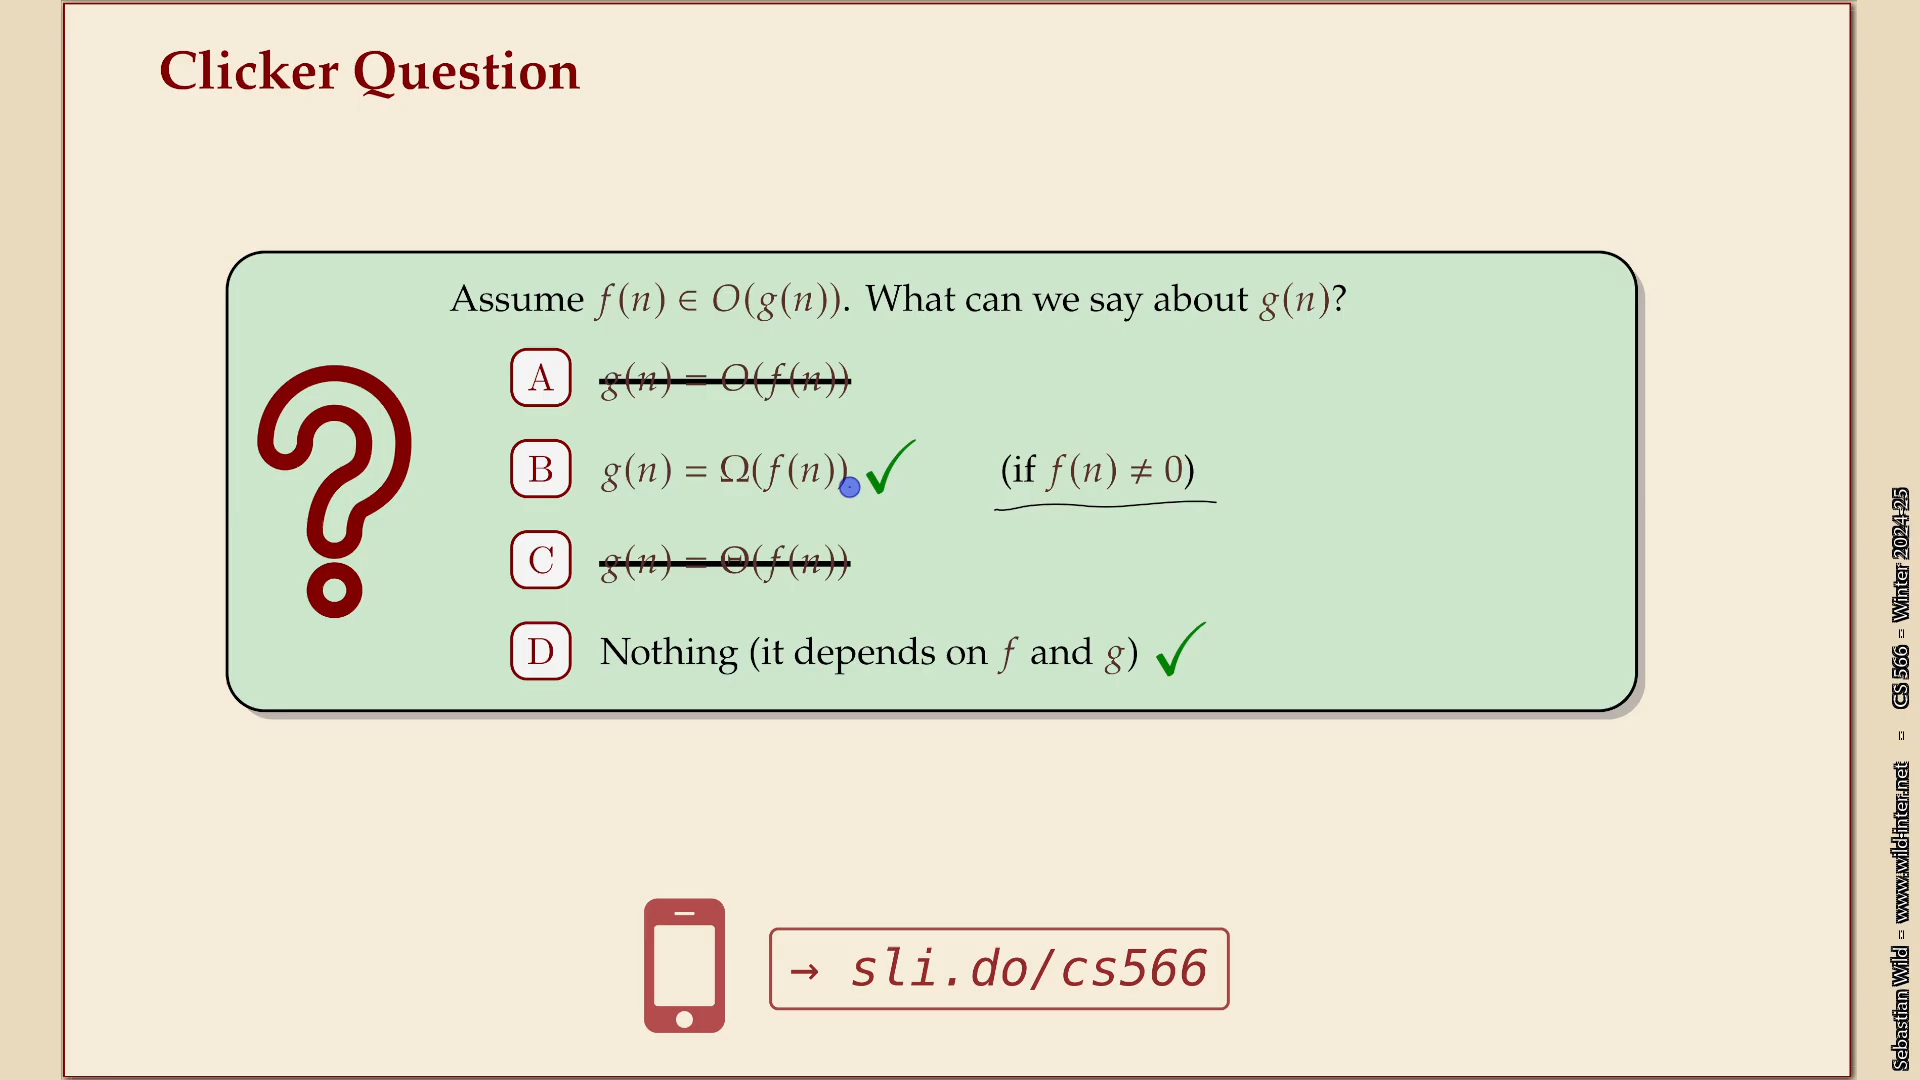 Clicker Question
Assume f(n) ∈ O(g(n)). What can we say about g(n)?
A g(n) = O(f(n))
B g(n) = Ω(f(n)) ✓ (if f(n) ≠ 0)
C g(n) = Θ(f(n))
D Nothing (it depends on f and g) ✓
→ sli.do/cs566
Sebastian Wild – www.wild-inter.net – CS 566 – Winter 2024-25